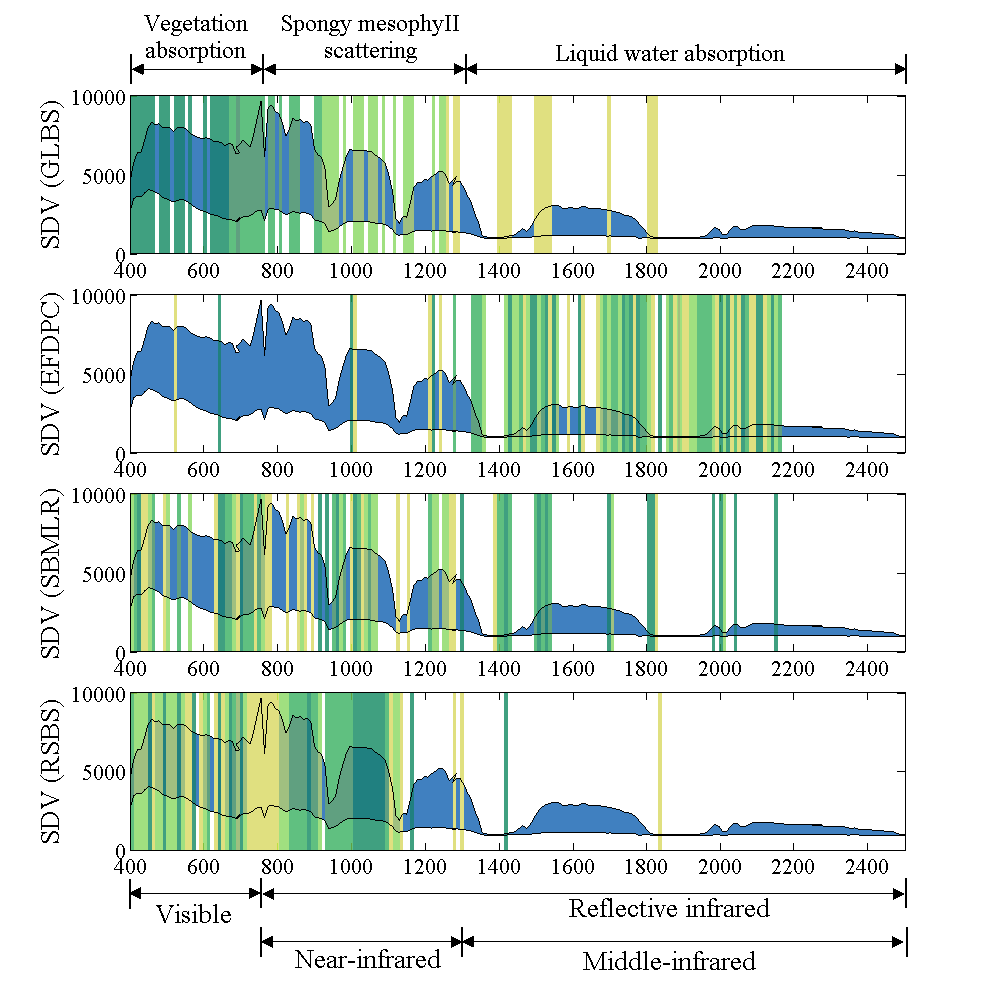 Vegetation
absorption
Spongy mesophyII
scattering
Liquid water absorption
SDV (GLBS)
10000
5000
0
400 600 800 1000 1200 1400 1600 1800 2000 2200 2400
SDV (EFDPC)
10000
5000
0
400 600 800 1000 1200 1400 1600 1800 2000 2200 2400
SDV (SBMLR)
10000
5000
0
400 600 800 1000 1200 1400 1600 1800 2000 2200 2400
SDV (RSBS)
10000
5000
0
400 600 800 1000 1200 1400 1600 1800 2000 2200 2400
Visible
Reflective infrared
Near-infrared
Middle-infrared